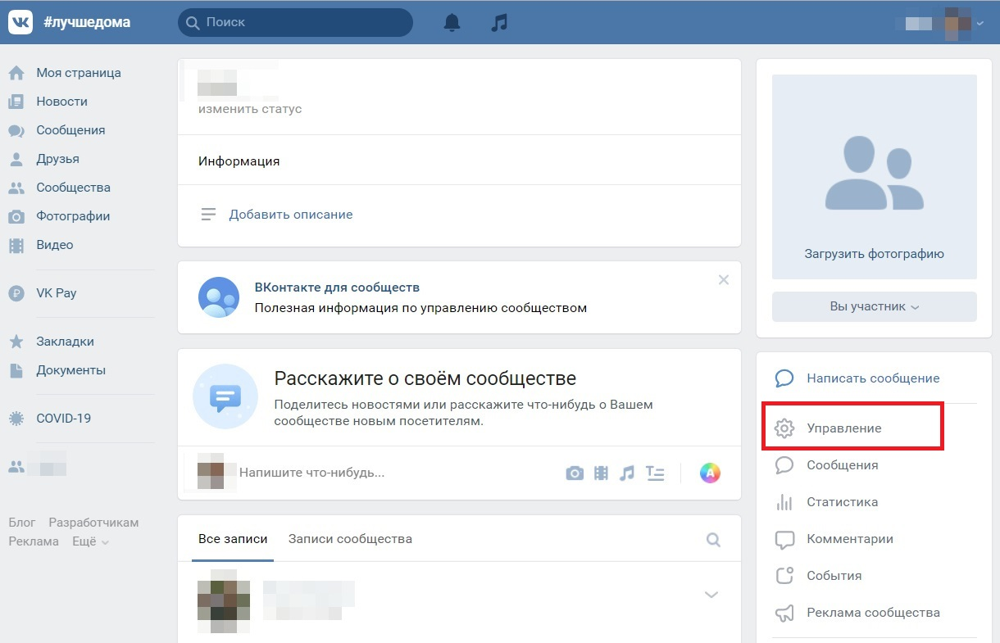 #лучшедома
Поиск
Моя страница
Новости
Сообщения
Друзья
Сообщества
Фотографии
Видео
VK Pay
Закладки
Документы
COVID-19
Блог Разработчикам
Реклама Ещё
изменить статус
Информация
Добавить описание
ВКонтакте для сообществ
Полезная информация по управлению сообществом
Расскажите о своём сообществе
Поделитесь новостями или расскажите что-нибудь о Вашем
сообществе новым посетителям.
Напишите что-нибудь...
Все записи Записи сообщества
Загрузить фотографию
Вы участник
Написать сообщение
Управление
Сообщения
Статистика
Комментарии
События
Реклама сообщества